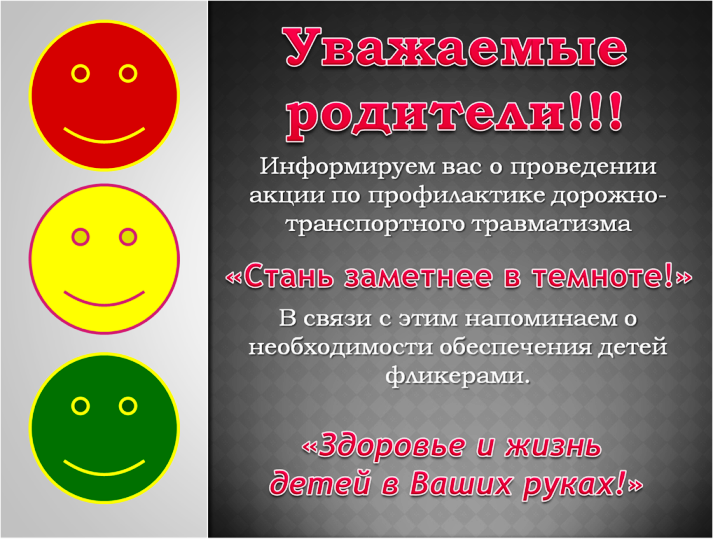 Уважаемые
родители!!!
Информируем вас о проведении
акции по профилактике дорожно-
транспортного травматизма
«Стань заметнее в темноте!»
В связи с этим напоминаем о
необходимости обеспечения детей
фликерами.
«Здоровье и жизнь
детей в Ваших руках!»